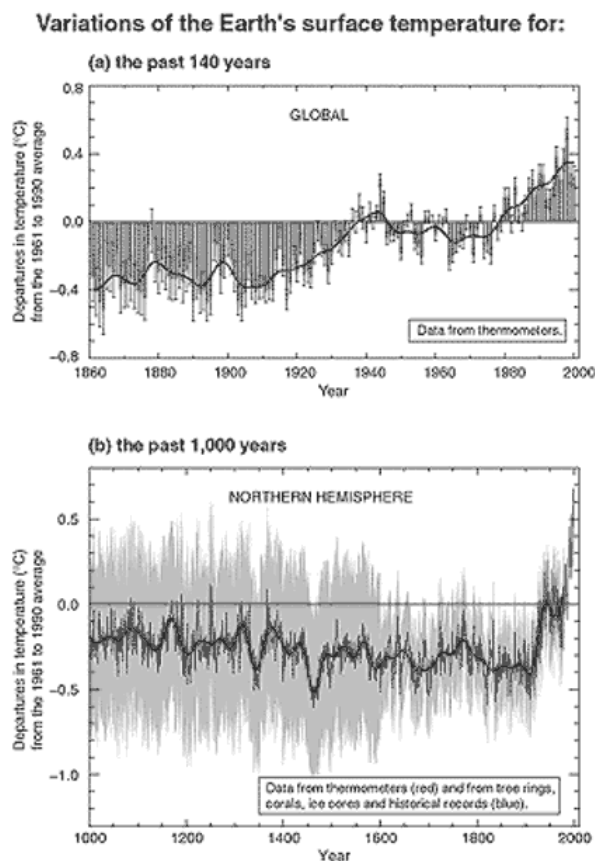 Variations of the Earth's surface temperature for:
(a) the past 140 years
GLOBAL
Departures in temperature (°C)
from the 1961 to 1990 average
0.8
0.4
0.0
−0.4
−0.8
Data from thermometers.
1860 1880 1900 1920 1940 1960 1980 2000
Year
(b) the past 1,000 years
NORTHERN HEMISPHERE
Departures in temperature (°C)
from the 1961 to 1990 average
0.5
0.0
−0.5
−1.0
Data from thermometers (red) and from tree rings,
corals, ice cores and historical records (blue).
1000 1200 1400 1600 1800 2000
Year